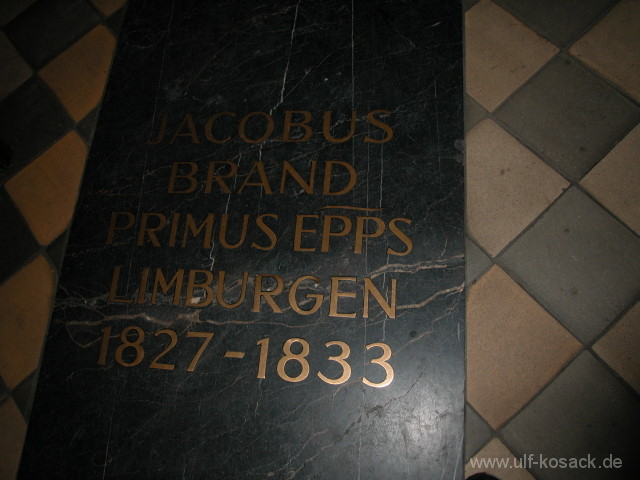 JACOBUS
BRAND
PRIMUS EPPS
LIMBURGEN
1827-1833
www.ulf-kosack.de